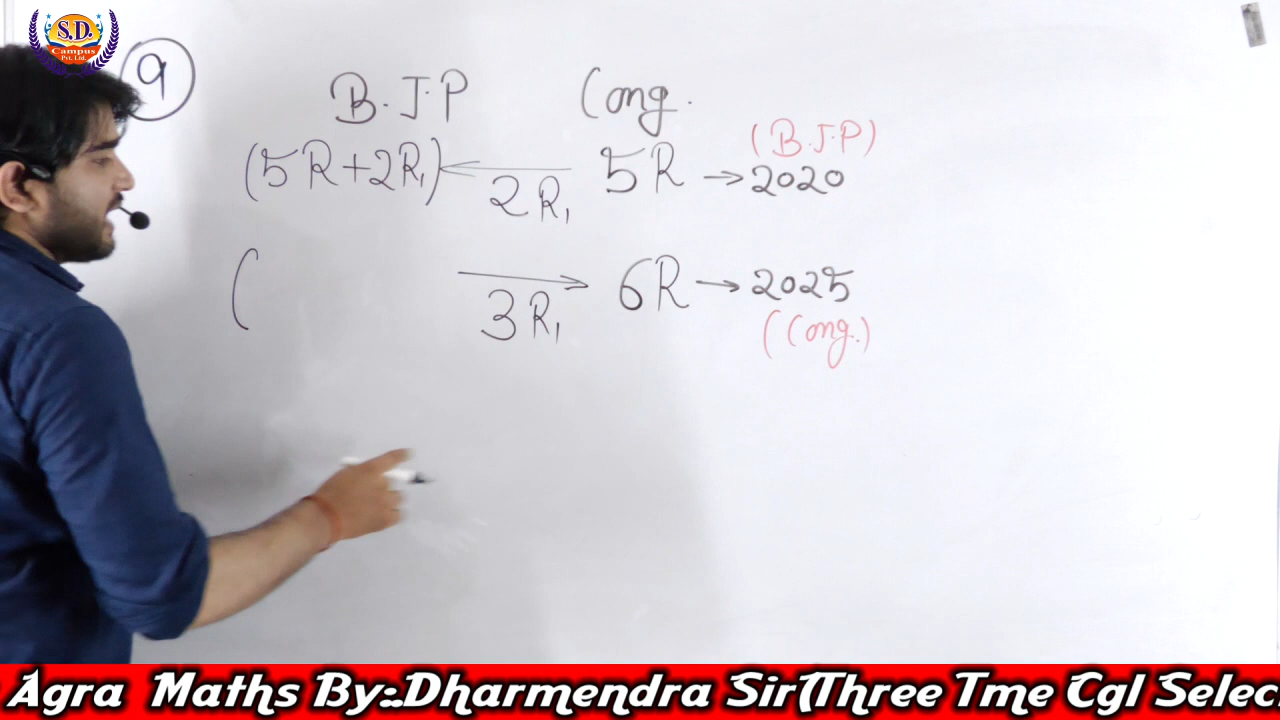 S.D.
Campus
Pvt. Ltd.
9
B.J.P Cong.
(5R+2R₁) ← 2R₁ 5R → 2020 (B.J.P)
( → 3R₁ 6R → 2025
(Cong.)
Agra Maths By:-Dharmendra Sir(Three Tme Cgl Selec